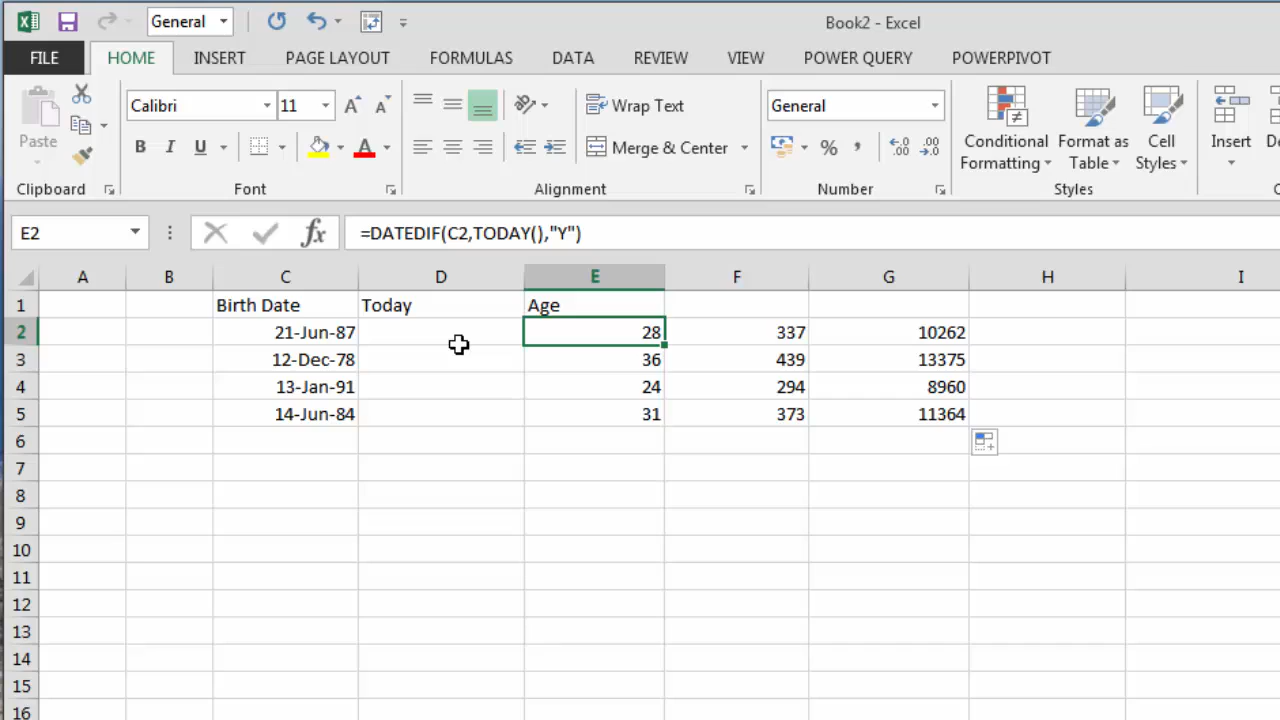 General
Book2 - Excel
FILE HOME INSERT PAGE LAYOUT FORMULAS DATA REVIEW VIEW POWER QUERY POWERPIVOT
Calibri 11 A A Wrap Text General
Paste B I U A Merge & Center % , .00 Conditional Formatting Format as Table Cell Styles Insert
Clipboard Font Alignment Number Styles
E2 fx =DATEDIF(C2,TODAY(),"Y")
A B C D E F G H I
1 Birth Date Today Age
2 21-Jun-87 28 337 10262
3 12-Dec-78 36 439 13375
4 13-Jan-91 24 294 8960
5 14-Jun-84 31 373 11364
6
7
8
9
10
11
12
13
14
15
16